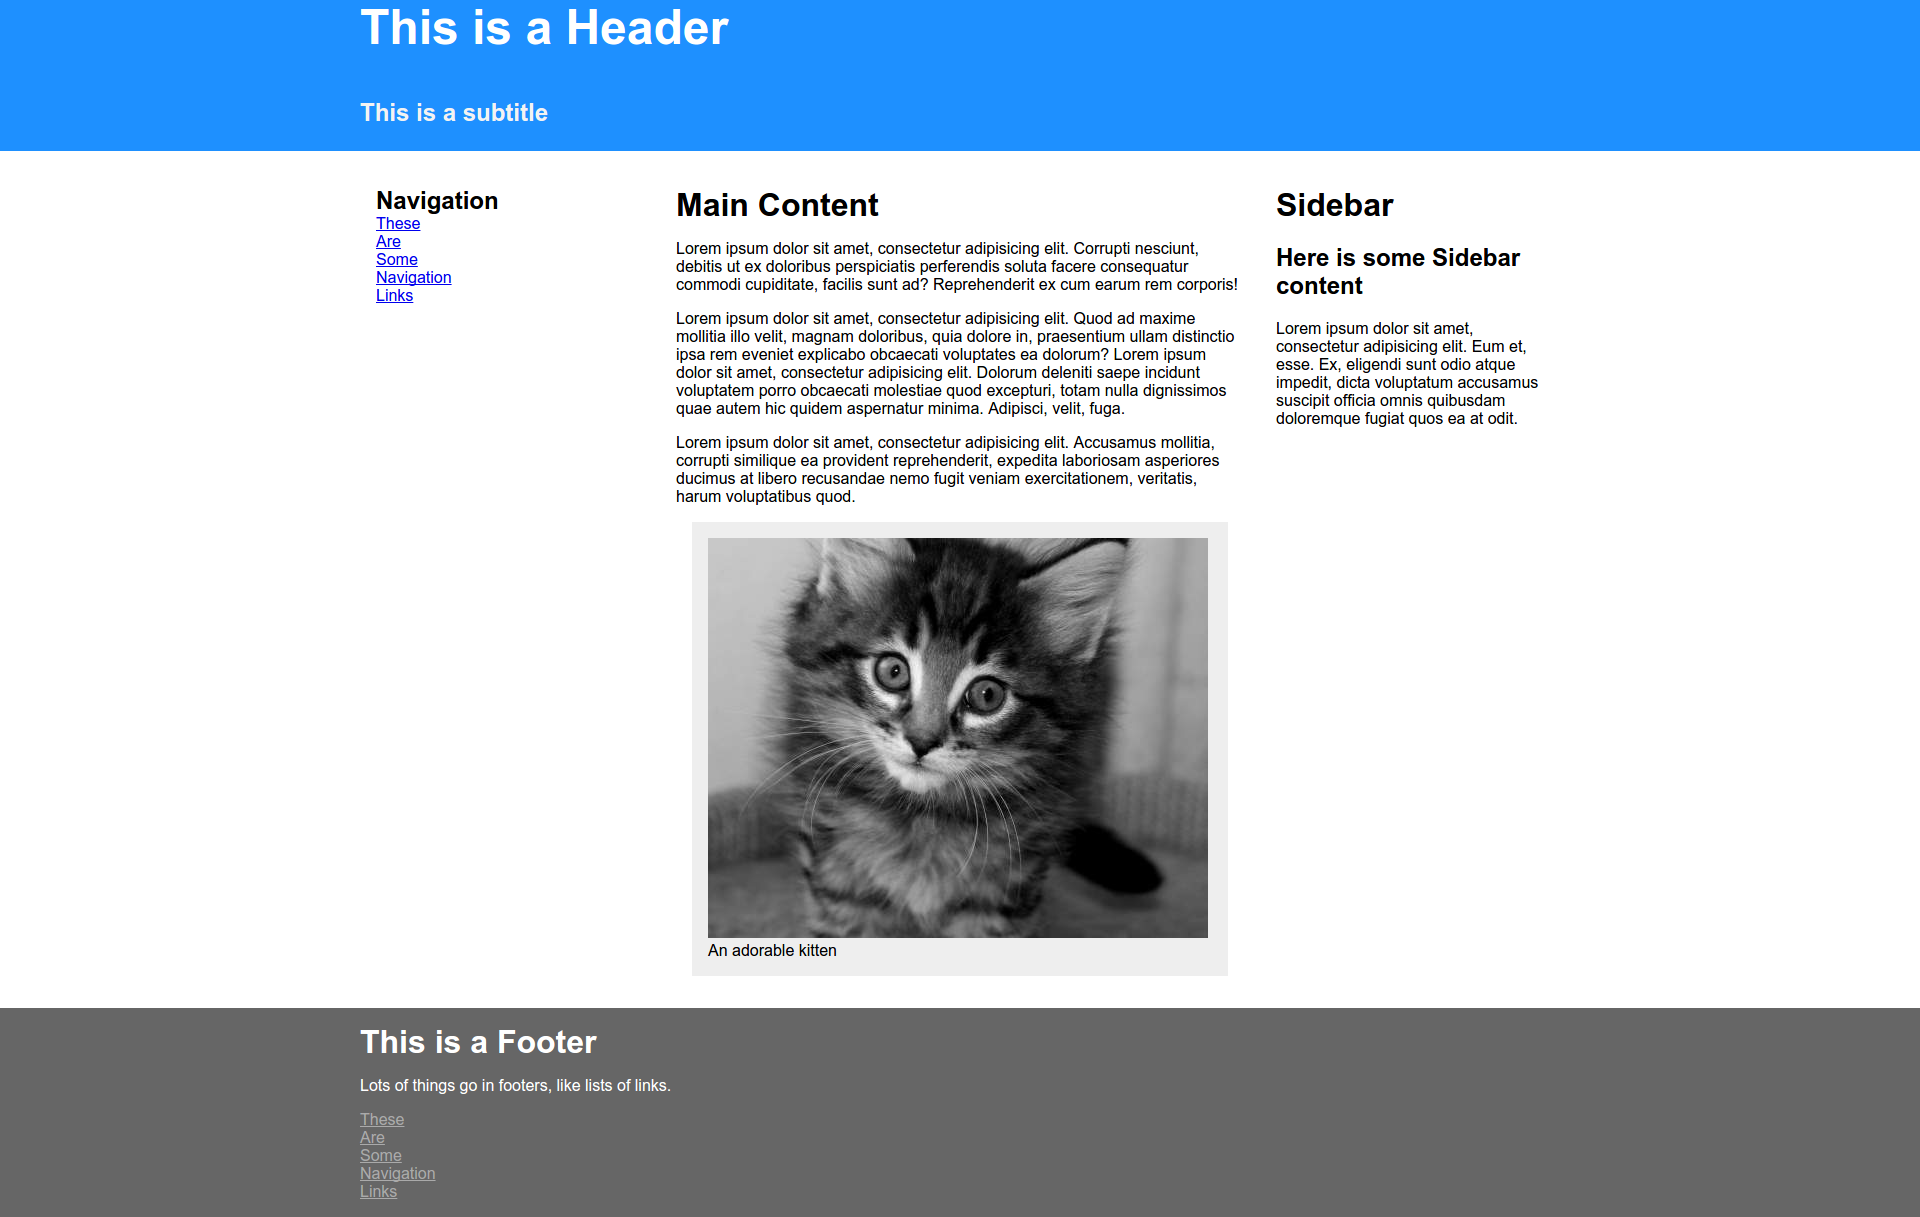 This is a Header
This is a subtitle
Navigation
These
Are
Some
Navigation
Links
Main Content
Lorem ipsum dolor sit amet, consectetur adipisicing elit. Corrupti nesciunt,
debitis ut ex doloribus perspiciatis perferendis soluta facere consequatur
commodi cupiditate, facilis sunt ad? Reprehenderit ex cum earum rem corporis!
Lorem ipsum dolor sit amet, consectetur adipisicing elit. Quod ad maxime
mollitia illo velit, magnam doloribus, quia dolore in, praesentium ullam distinctio
ipsa rem eveniet explicabo obcaecati voluptates ea dolorum? Lorem ipsum
dolor sit amet, consectetur adipisicing elit. Dolorum deleniti saepe incidunt
voluptatem porro obcaecati molestiae quod excepturi, totam nulla dignissimos
quae autem hic quidem aspernatur minima. Adipisci, velit, fuga.
Lorem ipsum dolor sit amet, consectetur adipisicing elit. Accusamus mollitia,
corrupti similique ea provident reprehenderit, expedita laboriosam asperiores
ducimus at libero recusandae nemo fugit veniam exercitationem, veritatis,
harum voluptatibus quod.
An adorable kitten
Sidebar
Here is some Sidebar
content
Lorem ipsum dolor sit amet,
consectetur adipisicing elit. Eum et,
esse. Ex, eligendi sunt odio atque
impedit, dicta voluptatum accusamus
suscipit officia omnis quibusdam
doloremque fugiat quos ea at odit.
This is a Footer
Lots of things go in footers, like lists of links.
These
Are
Some
Navigation
Links